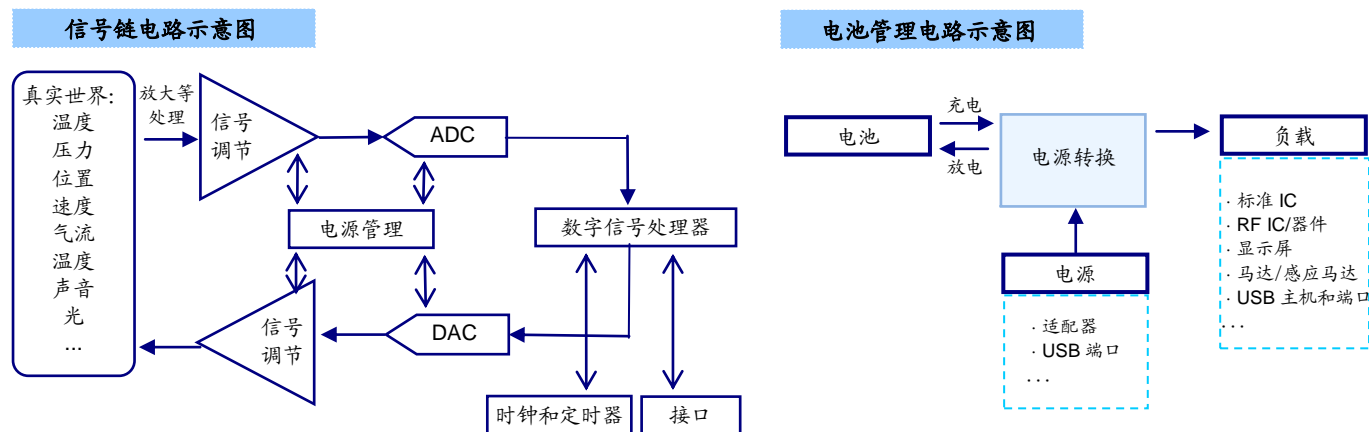 信号链电路示意图
真实世界:
温度
压力
位置
速度
气流
温度
声音
光
...
放大等
处理
信号
调节
ADC
电源管理
数字信号处理器
信号
调节
DAC
时钟和定时器
接口
电池管理电路示意图
电池
充电
放电
电源转换
负载
· 标准 IC
· RF IC/器件
· 显示屏
· 马达/感应马达
· USB 主机和端口
...
电源
· 适配器
· USB 端口
...